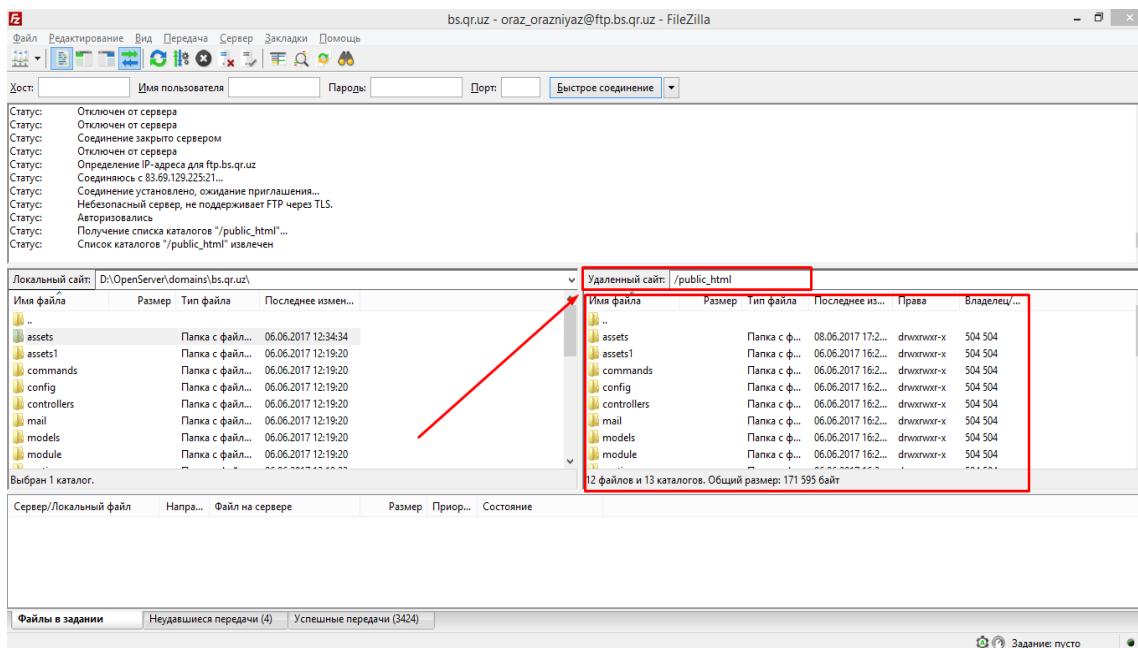 bs.qr.uz - oraz_orazniyaz@ftp.bs.qr.uz - FileZilla
Файл Редактирование Вид Передача Сервер Закладки Помощь
Хост: Имя пользователя Пароль: Порт: Быстрое соединение
Статус: Отключен от сервера
Статус: Отключен от сервера
Статус: Соединение закрыто сервером
Статус: Отключен от сервера
Статус: Определение IP-адреса для ftp.bs.qr.uz
Статус: Соединяюсь с 83.69.129.225:21...
Статус: Соединение установлено, ожидание приглашения...
Статус: Небезопасный сервер, не поддерживает FTP через TLS.
Статус: Авторизовались
Статус: Получение списка каталогов "/public_html"...
Статус: Список каталогов "/public_html" извлечен
Локальный сайт: D:\OpenServer\domains\bs.qr.uz\
Имя файла Размер Тип файла Последнее измен...
..
assets Папка с файл... 06.06.2017 12:34:34
assets1 Папка с файл... 06.06.2017 12:19:20
commands Папка с файл... 06.06.2017 12:19:20
config Папка с файл... 06.06.2017 12:19:20
controllers Папка с файл... 06.06.2017 12:19:20
mail Папка с файл... 06.06.2017 12:19:20
models Папка с файл... 06.06.2017 12:19:20
module Папка с файл... 06.06.2017 12:19:20
Выбран 1 каталог.
Удаленный сайт: /public_html
Имя файла Размер Тип файла Последнее из... Права Владелец/...
..
assets Папка с ф... 08.06.2017 17:2... drwxrwxr-x 504 504
assets1 Папка с ф... 06.06.2017 16:2... drwxrwxr-x 504 504
commands Папка с ф... 06.06.2017 16:2... drwxrwxr-x 504 504
config Папка с ф... 06.06.2017 16:2... drwxrwxr-x 504 504
controllers Папка с ф... 06.06.2017 16:2... drwxrwxr-x 504 504
mail Папка с ф... 06.06.2017 16:2... drwxrwxr-x 504 504
models Папка с ф... 06.06.2017 16:2... drwxrwxr-x 504 504
module Папка с ф... 06.06.2017 16:2... drwxrwxr-x 504 504
12 файлов и 13 каталогов. Общий размер: 171 595 байт
Сервер/Локальный файл Напра... Файл на сервере Размер Приор... Состояние
Файлы в задании Неудавшиеся передачи (4) Успешные передачи (3424)
Задание: пусто